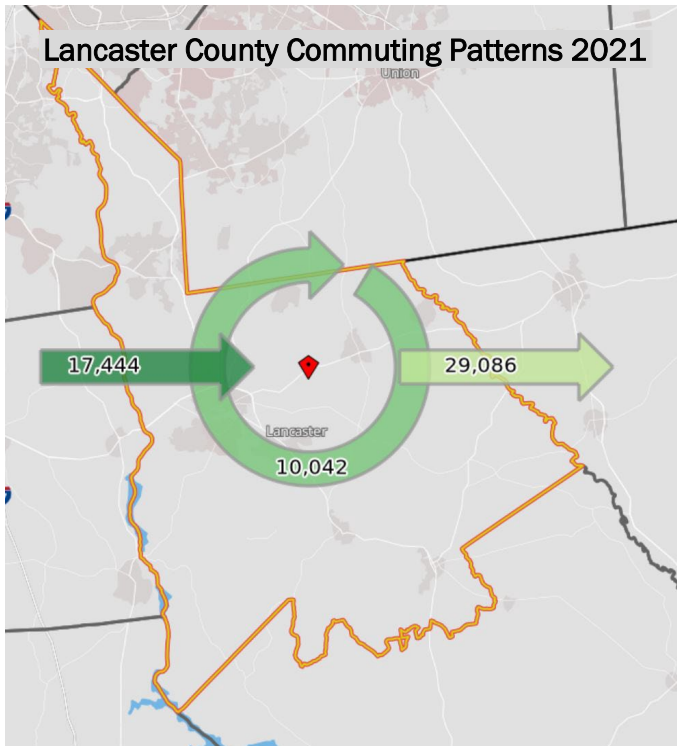 Lancaster County Commuting Patterns 2021
Union
17,444
29,086
Lancaster
10,042